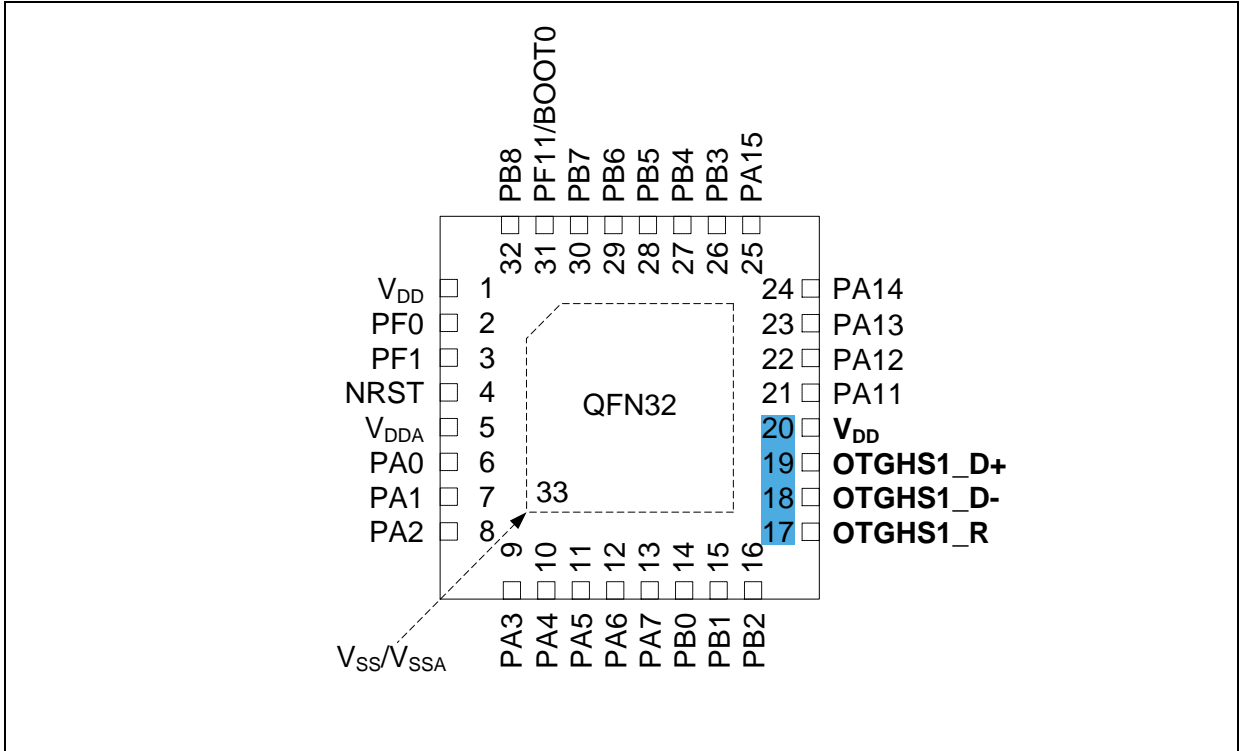 PB8
PF11/BOOT0
PB7
PB6
PB5
PB4
PB3
PA15
32
31
30
29
28
27
26
25
VDD 1
PF0 2
PF1 3
NRST 4
VDDA 5
PA0 6
PA1 7
PA2 8
QFN32
33
24 PA14
23 PA13
22 PA12
21 PA11
20 VDD
19 OTGHS1_D+
18 OTGHS1_D-
17 OTGHS1_R
9
10
11
12
13
14
15
16
PA3
PA4
PA5
PA6
PA7
PB0
PB1
PB2
VSS/VSSA